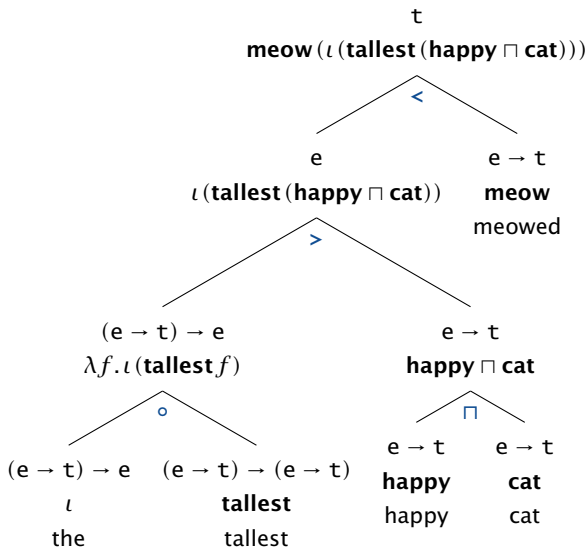 t
meow(ι(tallest(happy ⊓ cat)))
<
e e → t
ι(tallest(happy ⊓ cat)) meow
meowed
>
(e → t) → e e → t
λf.ι(tallest f) happy ⊓ cat
∘ ⊓
(e → t) → e (e → t) → (e → t) e → t e → t
ι tallest happy cat
the tallest happy cat